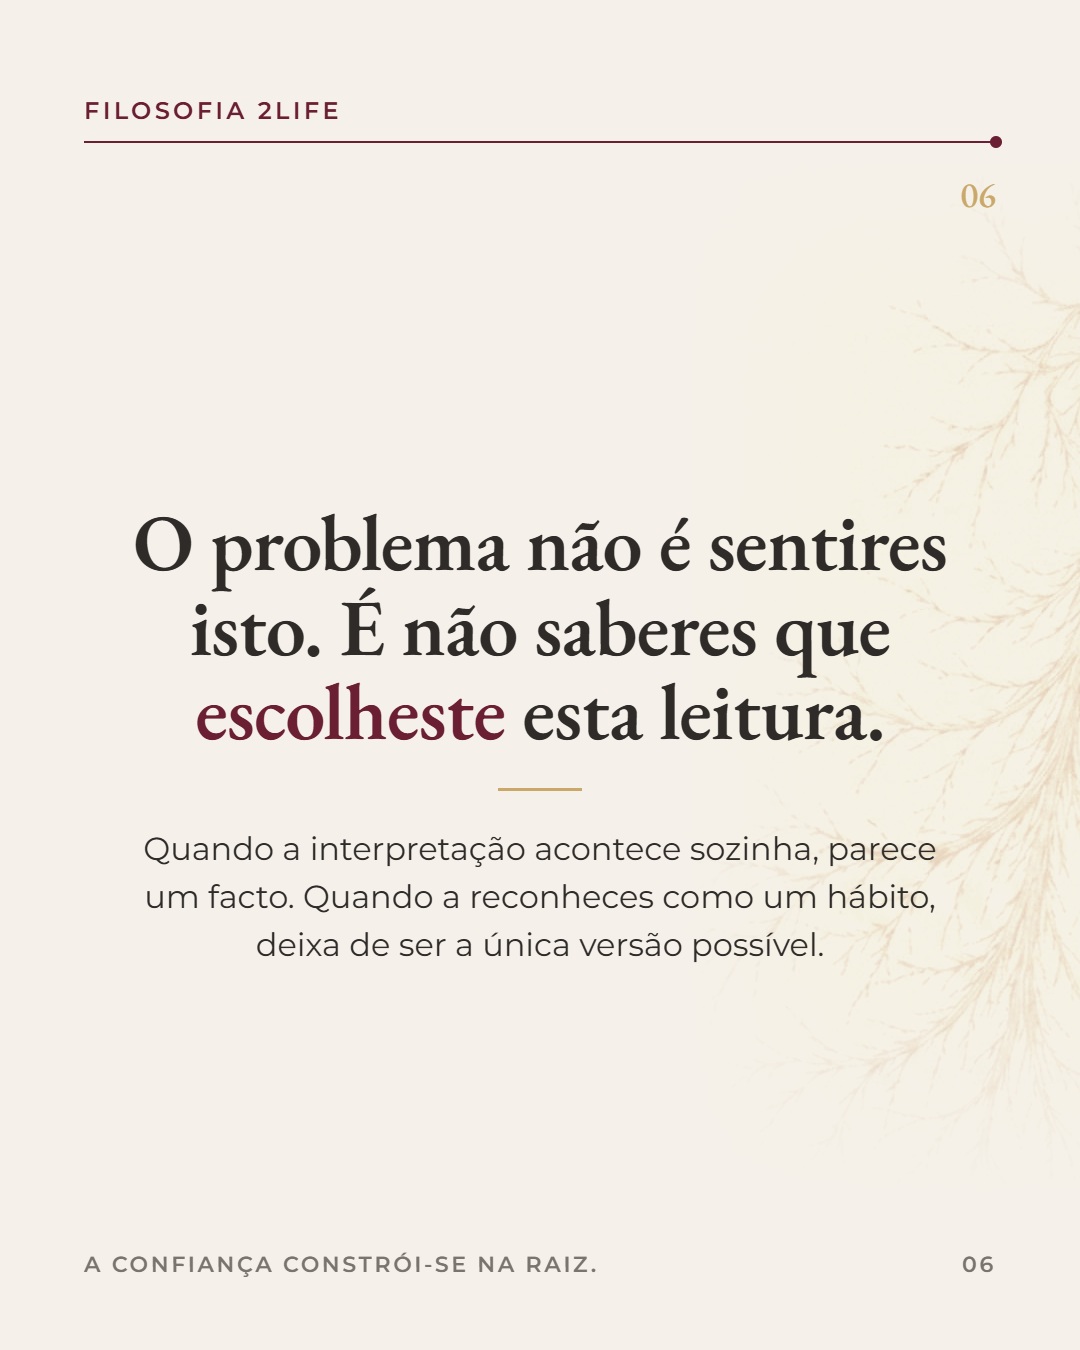 FILOSOFIA 2LIFE
06
O problema não é sentires
isto. É não saberes que
escolheste esta leitura.
Quando a interpretação acontece sozinha, parece
um facto. Quando a reconheces como um hábito,
deixa de ser a única versão possível.
A CONFIANÇA CONSTRÓI-SE NA RAIZ.
06